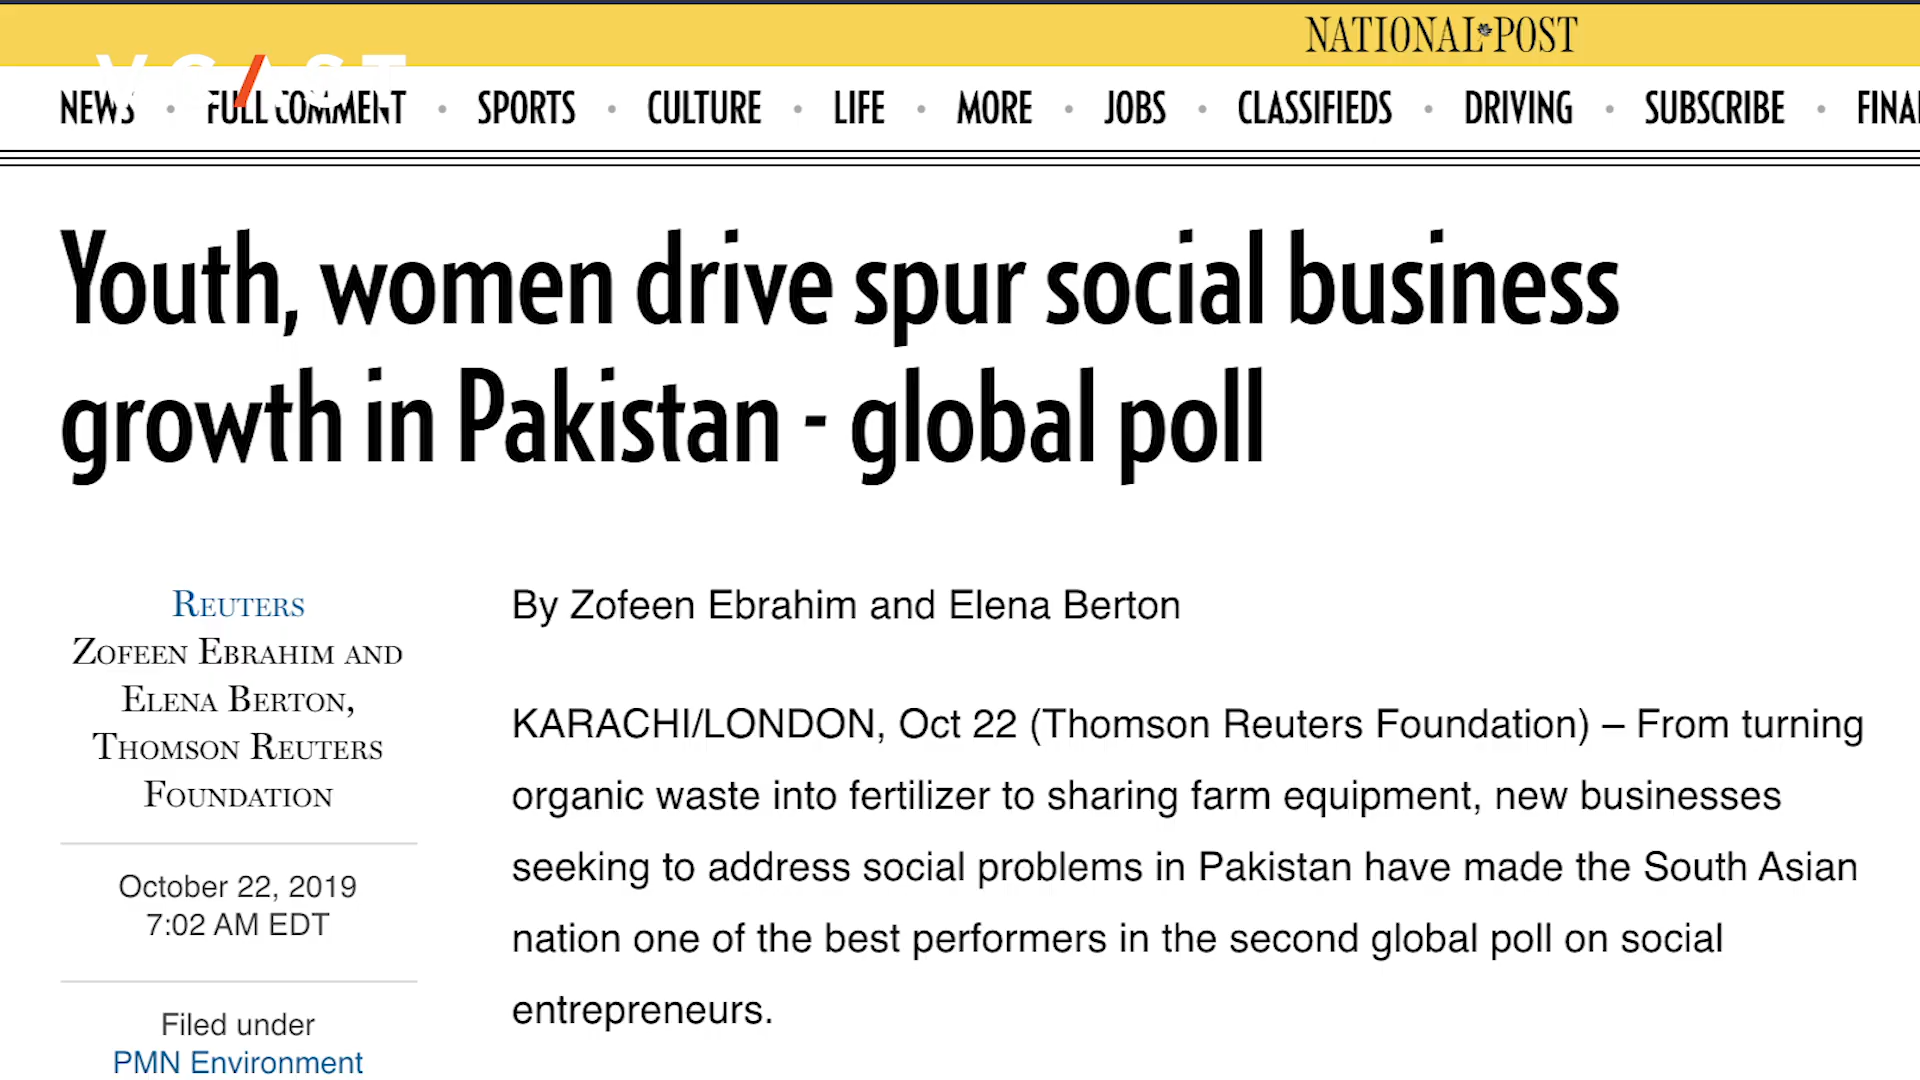 NATIONAL POST
VCAST
NEWS · FULL COMMENT · SPORTS · CULTURE · LIFE · MORE · JOBS · CLASSIFIEDS · DRIVING · SUBSCRIBE · FINA
Youth, women drive spur social business
growth in Pakistan - global poll
REUTERS
ZOFEEN EBRAHIM AND
ELENA BERTON,
THOMSON REUTERS
FOUNDATION
October 22, 2019
7:02 AM EDT
Filed under
PMN Environment
By Zofeen Ebrahim and Elena Berton
KARACHI/LONDON, Oct 22 (Thomson Reuters Foundation) – From turning
organic waste into fertilizer to sharing farm equipment, new businesses
seeking to address social problems in Pakistan have made the South Asian
nation one of the best performers in the second global poll on social
entrepreneurs.